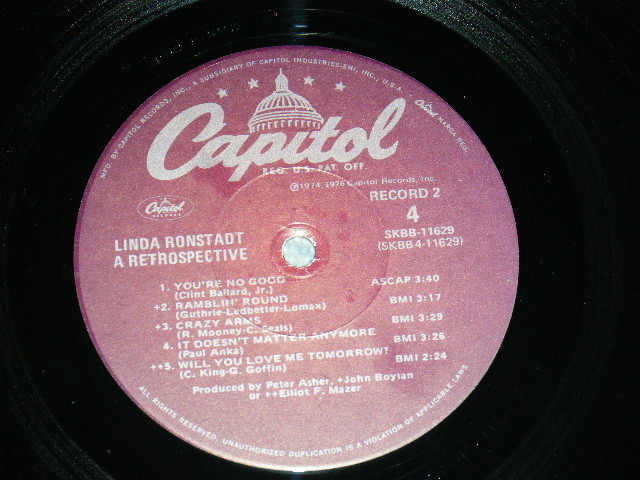 MFD. BY CAPITOL RECORDS, INC., A SUBSIDIARY OF CAPITOL INDUSTRIES-EMI, INC., U.S.A.
Capitol MARCA REG.
Capitol
REG. U.S. PAT. OFF.
℗1974, 1976 Capitol Records, Inc.
Capitol
RECORDS
RECORD 2
4
SKBB-11629
(SKBB4-11629)
LINDA RONSTADT
A RETROSPECTIVE
1. YOU'RE NO GOOD ASCAP 3:40
(Clint Ballard, Jr.)
+2. RAMBLIN' ROUND BMI 3:17
(Guthrie-Ledbetter-Lomax)
+3. CRAZY ARMS BMI 3:29
(R. Mooney-C. Seals)
4. IT DOESN'T MATTER ANYMORE BMI 3:26
(Paul Anka)
++5. WILL YOU LOVE ME TOMORROW? BMI 2:24
(C. King-G. Goffin)
Produced by Peter Asher, +John Boylan
or ++Elliot F. Mazer
ALL RIGHTS RESERVED. UNAUTHORIZED DUPLICATION IS A VIOLATION OF APPLICABLE LAWS